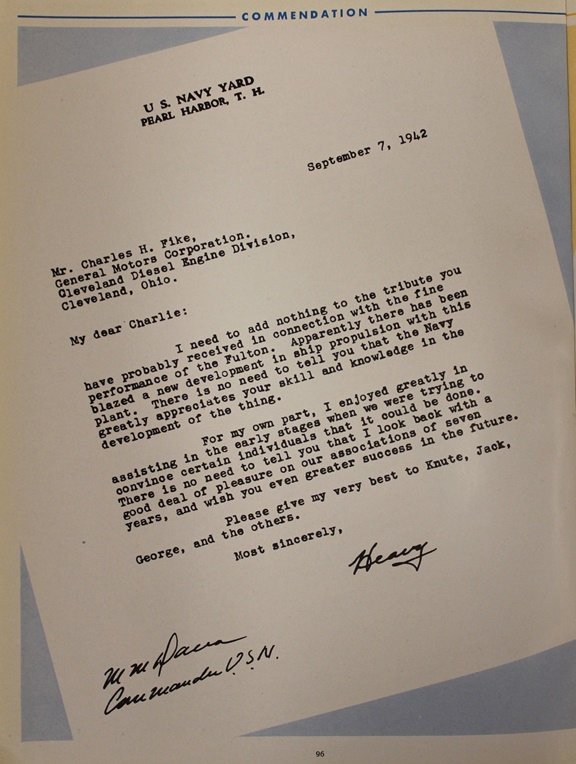 COMMENDATION
U. S. NAVY YARD
PEARL HARBOR, T. H.
September 7, 1942
Mr. Charles H. Fike,
General Motors Corporation.
Cleveland Diesel Engine Division,
Cleveland, Ohio.
My dear Charlie:
I need to add nothing to the tribute you
have probably received in connection with the fine
performance of the Fulton. Apparently there has been
blazed a new development in ship propulsion with this
plant. There is no need to tell you that the Navy
greatly appreciates your skill and knowledge in the
development of the thing.
For my own part, I enjoyed greatly in
assisting in the early stages when we were trying to
convince certain individuals that it could be done.
There is no need to tell you that I look back with a
good deal of pleasure on our associations of seven
years, and wish you even greater success in the future.
Please give my very best to Knute, Jack,
George, and the others.
Most sincerely,
Heavy
M M Dana
Commander U.S.N.
96